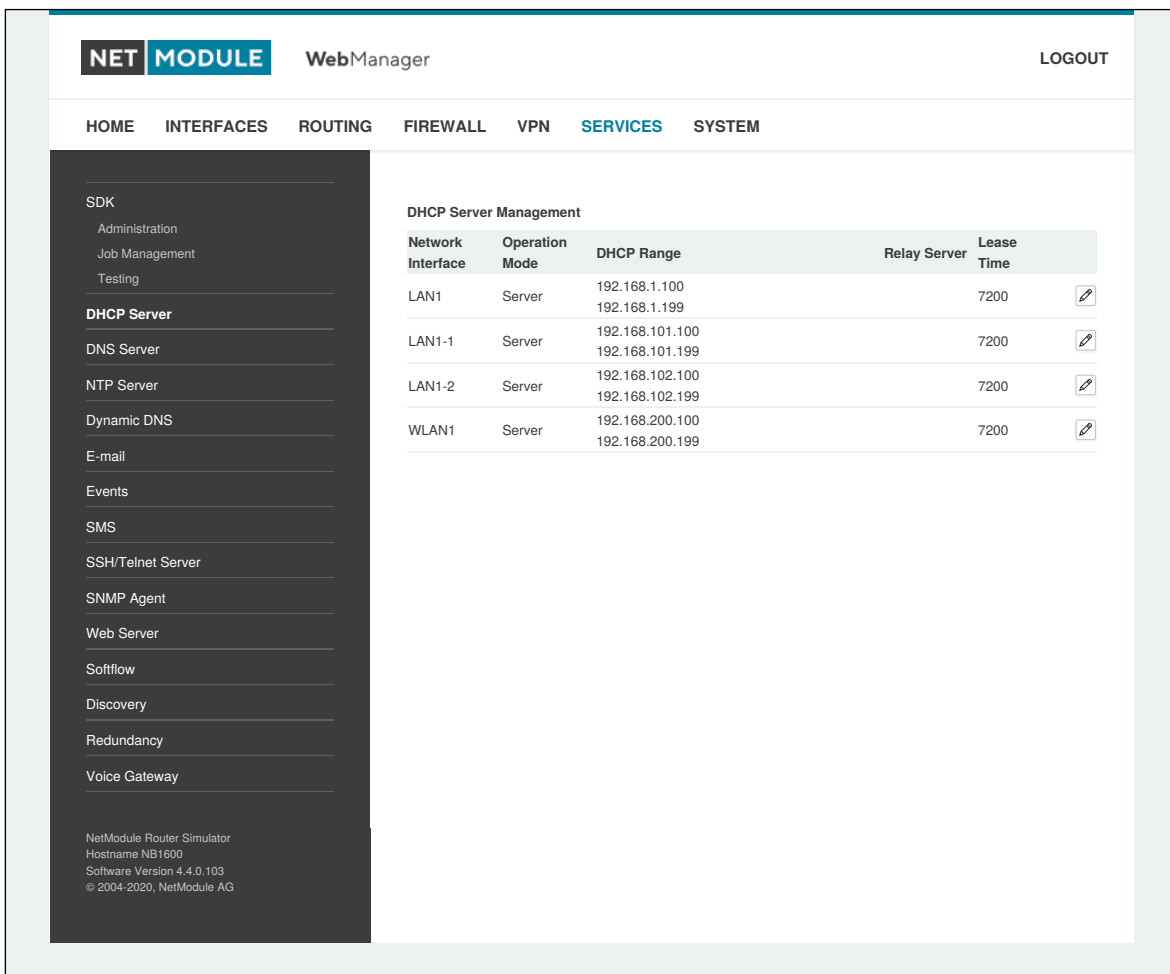 NET MODULE WebManager LOGOUT
HOME INTERFACES ROUTING FIREWALL VPN SERVICES SYSTEM
SDK
Administration
Job Management
Testing
DHCP Server
DNS Server
NTP Server
Dynamic DNS
E-mail
Events
SMS
SSH/Telnet Server
SNMP Agent
Web Server
Softflow
Discovery
Redundancy
Voice Gateway
NetModule Router Simulator
Hostname NB1600
Software Version 4.4.0.103
© 2004-2020, NetModule AG
DHCP Server Management
Network Operation DHCP Range Relay Server Lease
Interface Mode Time
LAN1 Server 192.168.1.100 7200
192.168.1.199
LAN1-1 Server 192.168.101.100 7200
192.168.101.199
LAN1-2 Server 192.168.102.100 7200
192.168.102.199
WLAN1 Server 192.168.200.100 7200
192.168.200.199